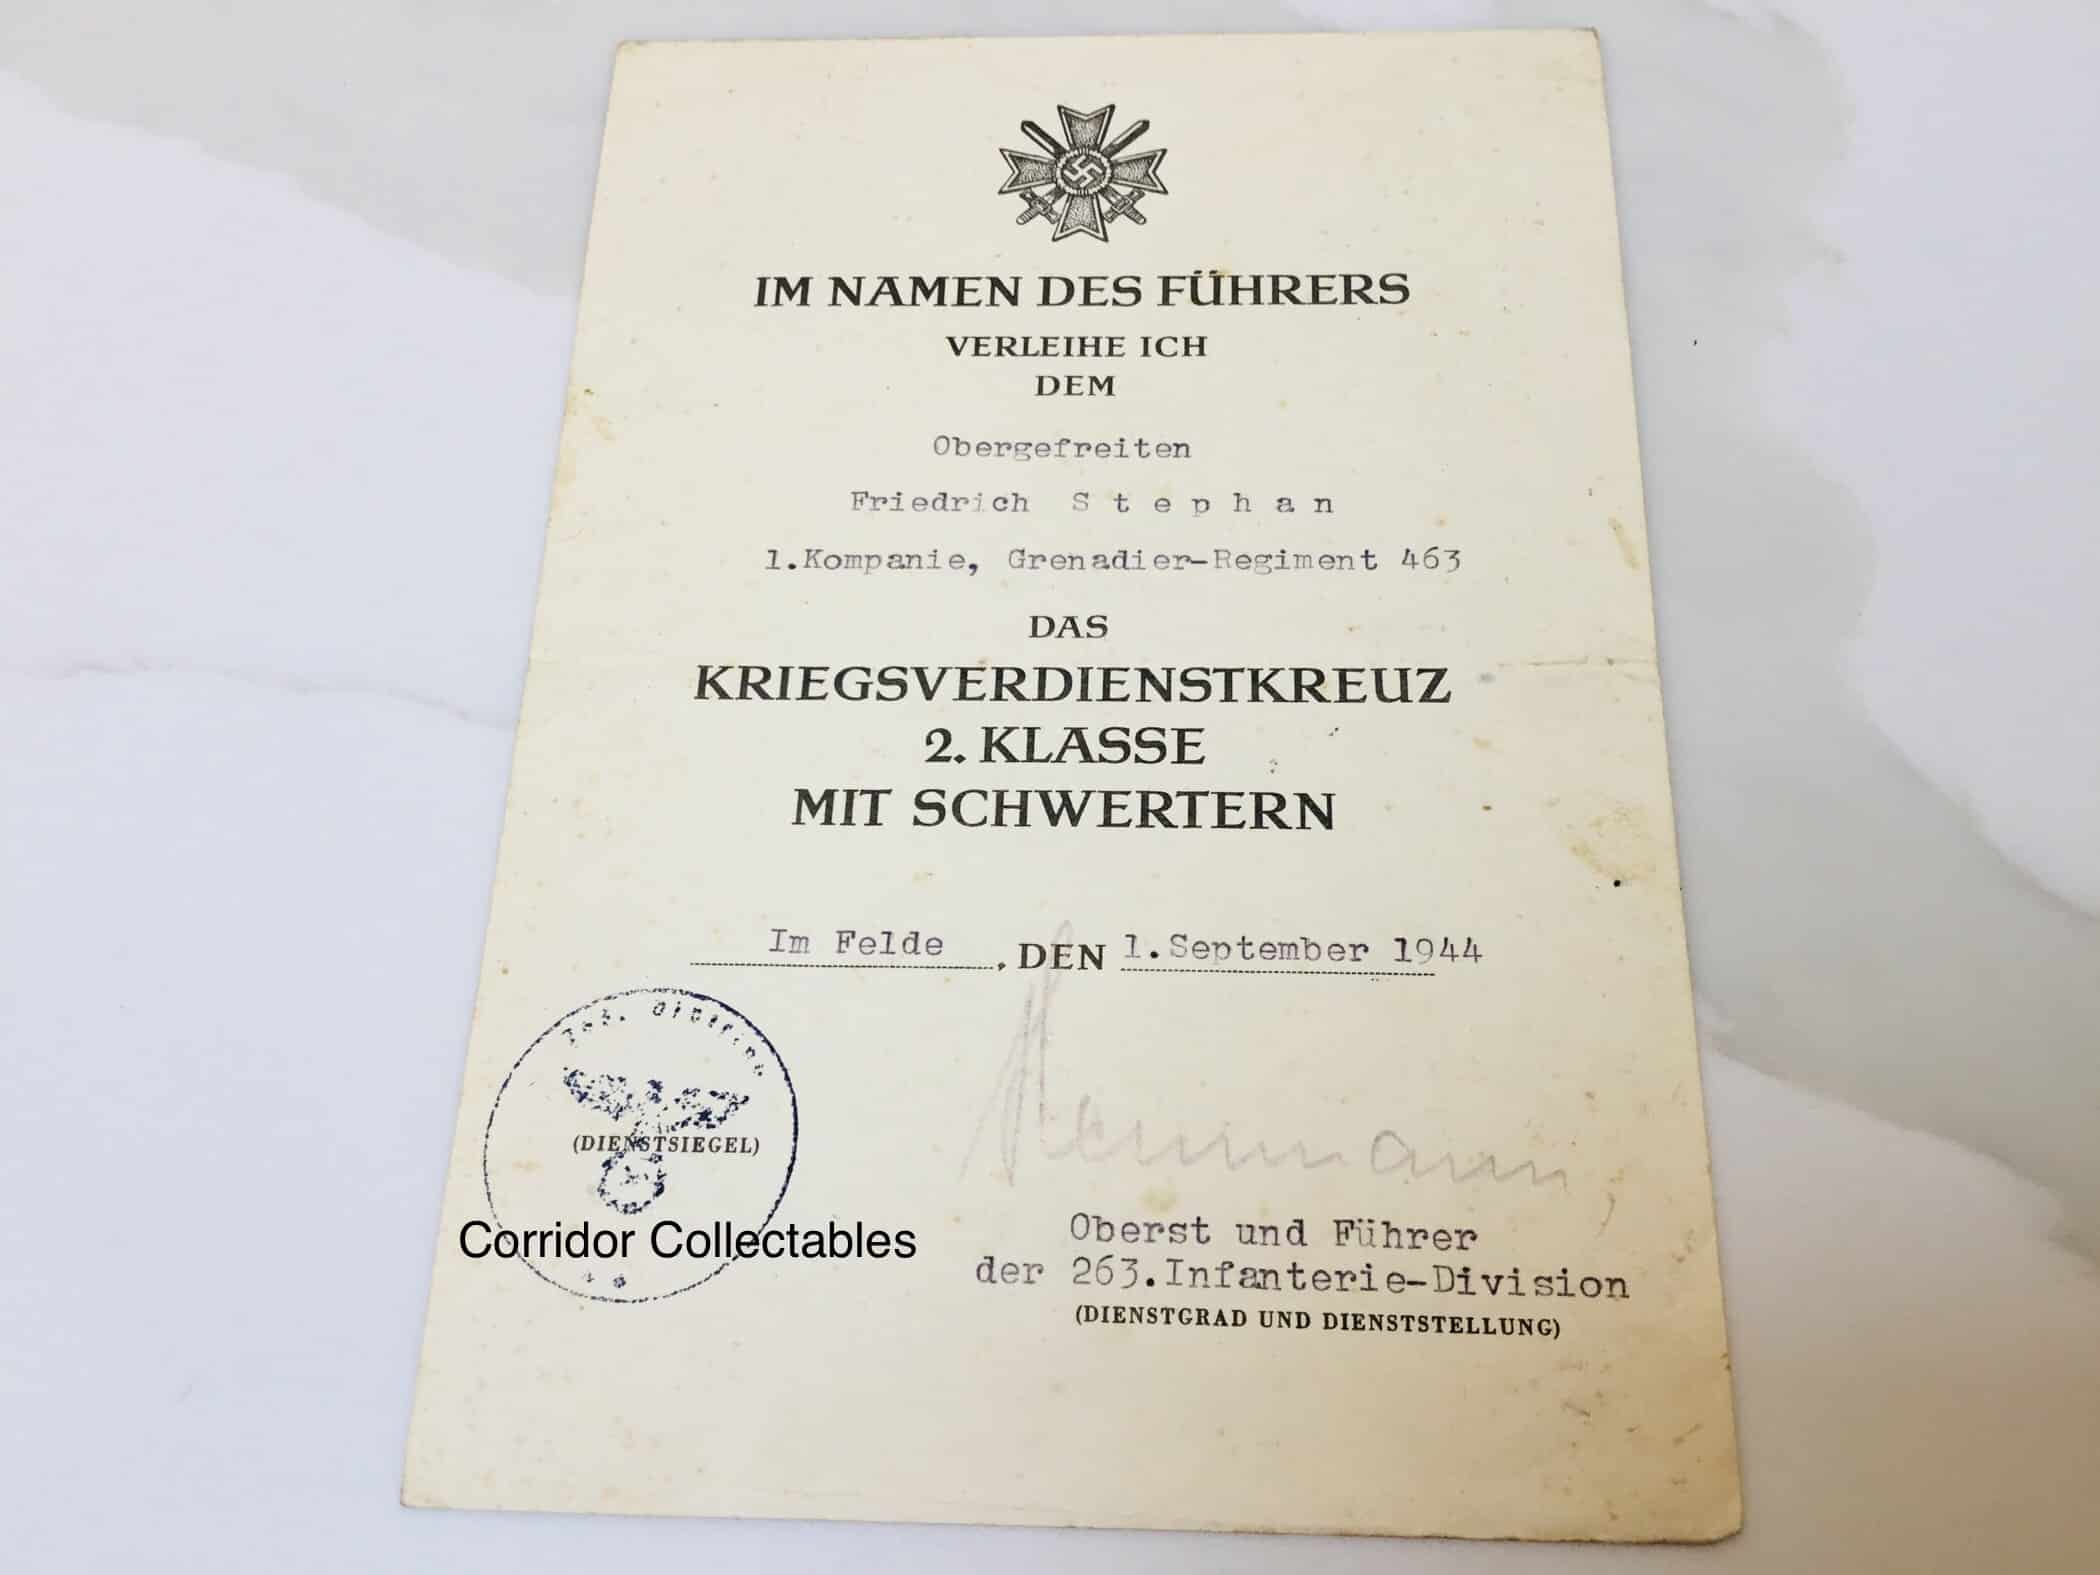 IM NAMEN DES FÜHRERS
VERLEIHE ICH
DEM
Obergefreiten
Friedrich S t e p h a n
1.Kompanie, Grenadier-Regiment 463
DAS
KRIEGSVERDIENSTKREUZ
2. KLASSE
MIT SCHWERTERN
Im Felde, DEN 1.September 1944
(DIENSTSIEGEL)
Corridor Collectables
Oberst und Führer
der 263.Infanterie-Division
(DIENSTGRAD UND DIENSTSTELLUNG)